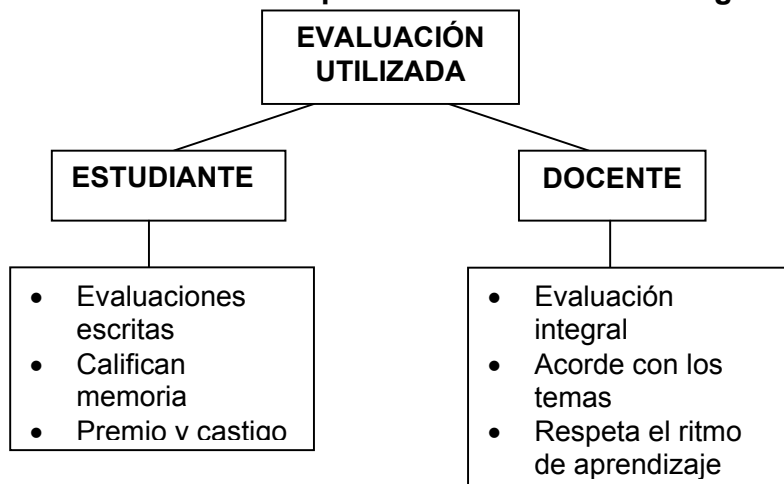 EVALUACIÓN
UTILIZADA
ESTUDIANTE
DOCENTE
• Evaluaciones
escritas
• Califican
memoria
• Premio y castigo
• Evaluación
integral
• Acorde con los
temas
• Respeta el ritmo
de aprendizaje